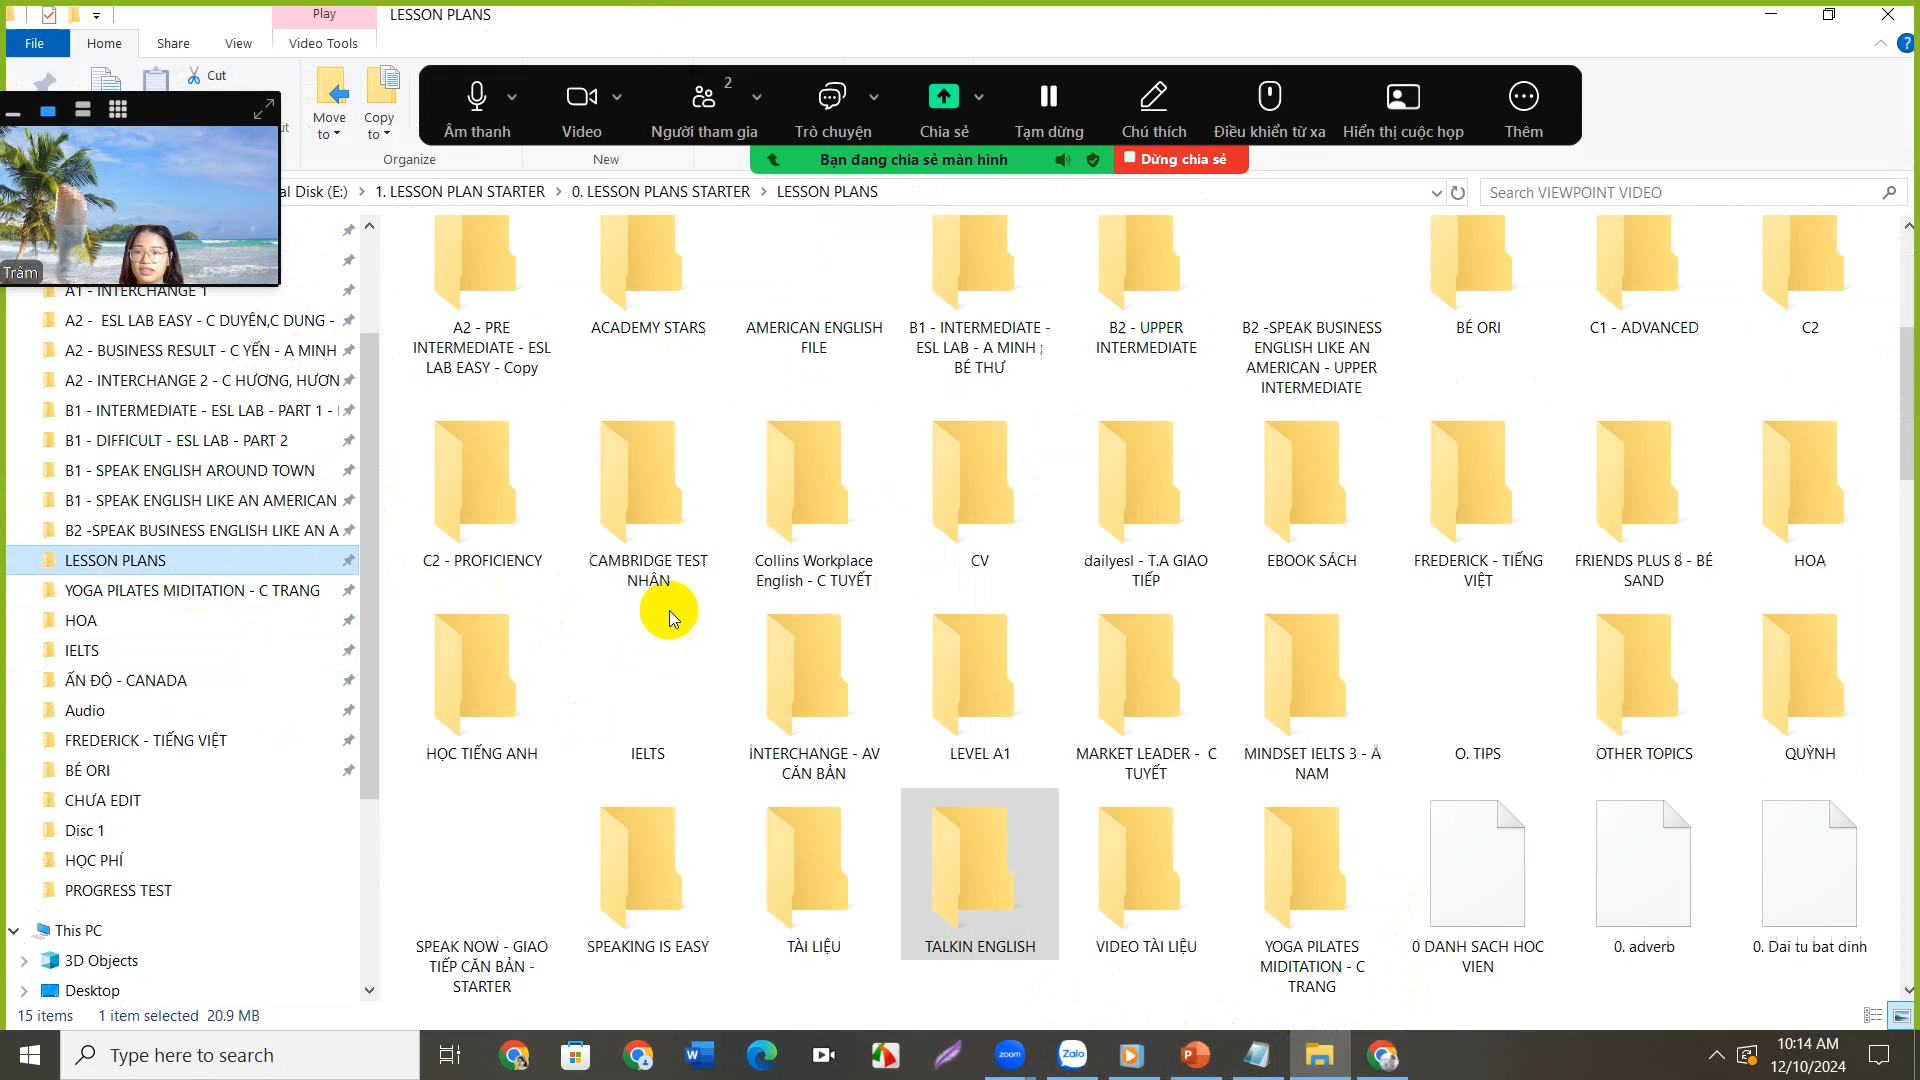 Play
LESSON PLANS
File
Home
Share
View
Video Tools
Cut
Move to
Copy to
Organize
New
2
Âm thanh
Video
Người tham gia
Trò chuyện
Chia sẻ
Tạm dừng
Chú thích
Điều khiển từ xa
Hiển thị cuộc họp
Thêm
Bạn đang chia sẻ màn hình
Dừng chia sẻ
al Disk (E:) > 1. LESSON PLAN STARTER > 0. LESSON PLANS STARTER > LESSON PLANS
Search VIEWPOINT VIDEO
Trâm
A1 - INTERCHANGE 1
A2 - ESL LAB EASY - C DUYÊN,C DUNG -
A2 - BUSINESS RESULT - C YẾN - A MINH
A2 - INTERCHANGE 2 - C HƯƠNG, HƯƠN
B1 - INTERMEDIATE - ESL LAB - PART 1 -
B1 - DIFFICULT - ESL LAB - PART 2
B1 - SPEAK ENGLISH AROUND TOWN
B1 - SPEAK ENGLISH LIKE AN AMERICAN
B2 -SPEAK BUSINESS ENGLISH LIKE AN A
LESSON PLANS
YOGA PILATES MIDITATION - C TRANG
HOA
IELTS
ẤN ĐỘ - CANADA
Audio
FREDERICK - TIẾNG VIỆT
BÉ ORI
CHƯA EDIT
Disc 1
HỌC PHÍ
PROGRESS TEST
This PC
3D Objects
Desktop
A2 - PRE
INTERMEDIATE - ESL
LAB EASY - Copy
ACADEMY STARS
AMERICAN ENGLISH
FILE
B1 - INTERMEDIATE -
ESL LAB - A MINH ;
BÉ THƯ
B2 - UPPER
INTERMEDIATE
B2 -SPEAK BUSINESS
ENGLISH LIKE AN
AMERICAN - UPPER
INTERMEDIATE
BÉ ORI
C1 - ADVANCED
C2
C2 - PROFICIENCY
CAMBRIDGE TEST
NHÂN
Collins Workplace
English - C TUYẾT
CV
dailyesl - T.A GIAO
TIẾP
EBOOK SÁCH
FREDERICK - TIẾNG
VIỆT
FRIENDS PLUS 8 - BÉ
SAND
HOA
HỌC TIẾNG ANH
IELTS
INTERCHANGE - AV
CĂN BẢN
LEVEL A1
MARKET LEADER - C
TUYẾT
MINDSET IELTS 3 - A
NAM
O. TIPS
OTHER TOPICS
QUỲNH
SPEAK NOW - GIAO
TIẾP CĂN BẢN -
STARTER
SPEAKING IS EASY
TÀI LIỆU
TALKIN ENGLISH
VIDEO TÀI LIỆU
YOGA PILATES
MIDITATION - C
TRANG
0 DANH SACH HOC
VIEN
0. adverb
0. Dai tu bat dinh
15 items
1 item selected 20.9 MB
Type here to search
zoom
Zalo
10:14 AM
12/10/2024